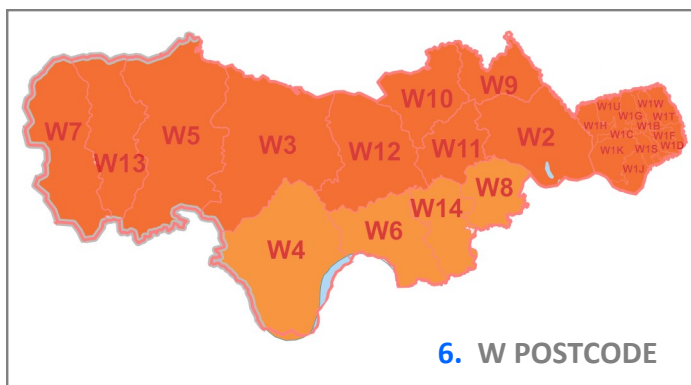 W9
W10
W1U W1W
W1G W1T
W1H W1B
W7 W5 W2 W1C W1F
W13 W3 W12 W11 W1K W1S W1D
W1J
W8
W14
W4 W6
6. W POSTCODE